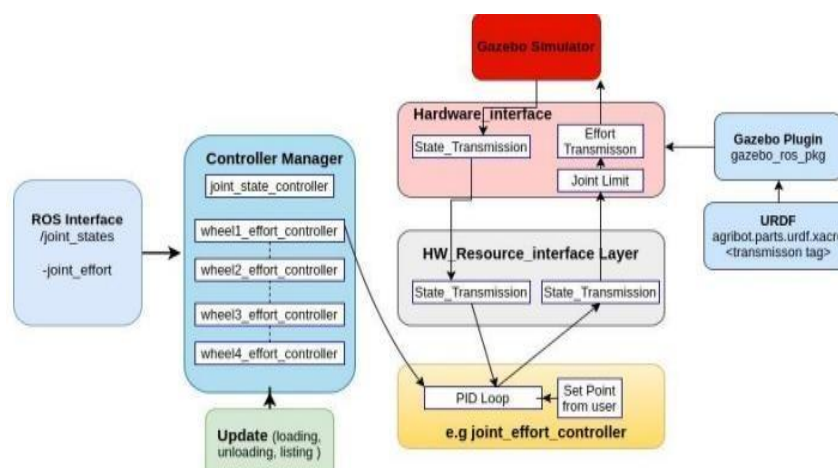 Gazebo Simulator
Hardware_interface
State_Transmission
Effort
Transmisson
Joint Limit
Gazebo Plugin
gazebo_ros_pkg
URDF
agribot.parts.urdf.xacro
<transmisson tag>
Controller Manager
joint_state_controller
wheel1_effort_controller
wheel2_effort_controller
wheel3_effort_controller
wheel4_effort_controller
ROS Interface
/joint_states
-joint_effort
HW_Resource_interface Layer
State_Transmission
State_Transmission
PID Loop
Set Point
from user
e.g joint_effort_controller
Update (loading,
unloading, listing )